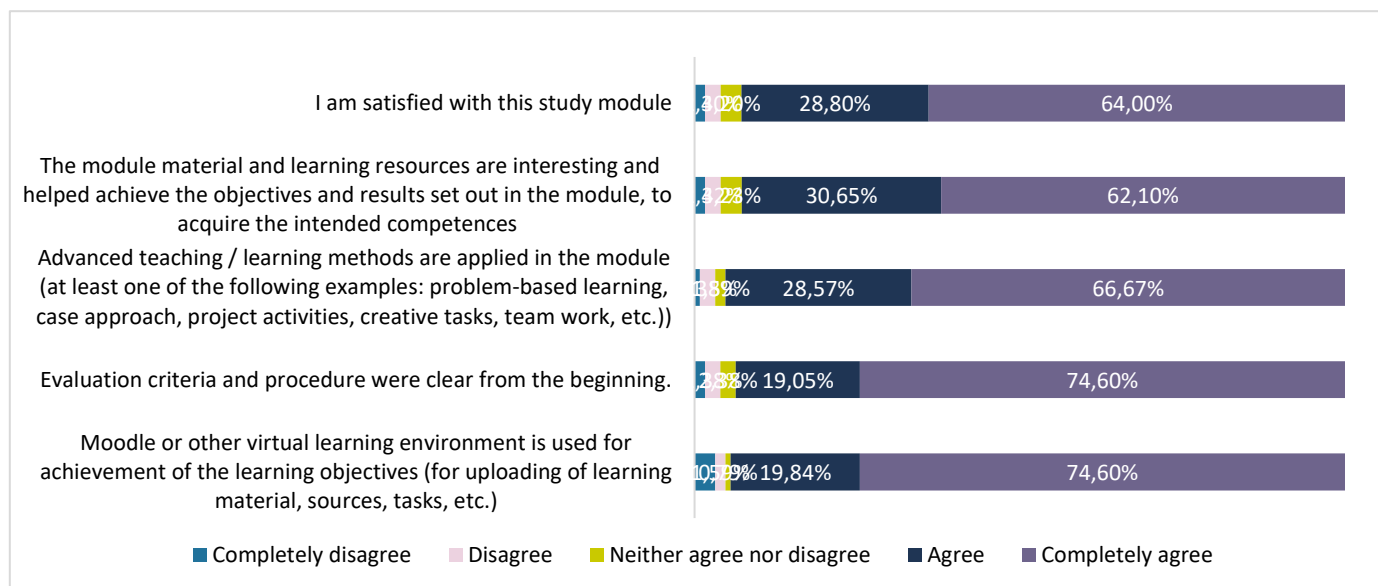 I am satisfied with this study module
28,80%
64,00%
The module material and learning resources are interesting and
helped achieve the objectives and results set out in the module, to
acquire the intended competences
30,65%
62,10%
Advanced teaching / learning methods are applied in the module
(at least one of the following examples: problem-based learning,
case approach, project activities, creative tasks, team work, etc.))
28,57%
66,67%
Evaluation criteria and procedure were clear from the beginning.
19,05%
74,60%
Moodle or other virtual learning environment is used for
achievement of the learning objectives (for uploading of learning
material, sources, tasks, etc.)
19,84%
74,60%
Completely disagree Disagree Neither agree nor disagree Agree Completely agree